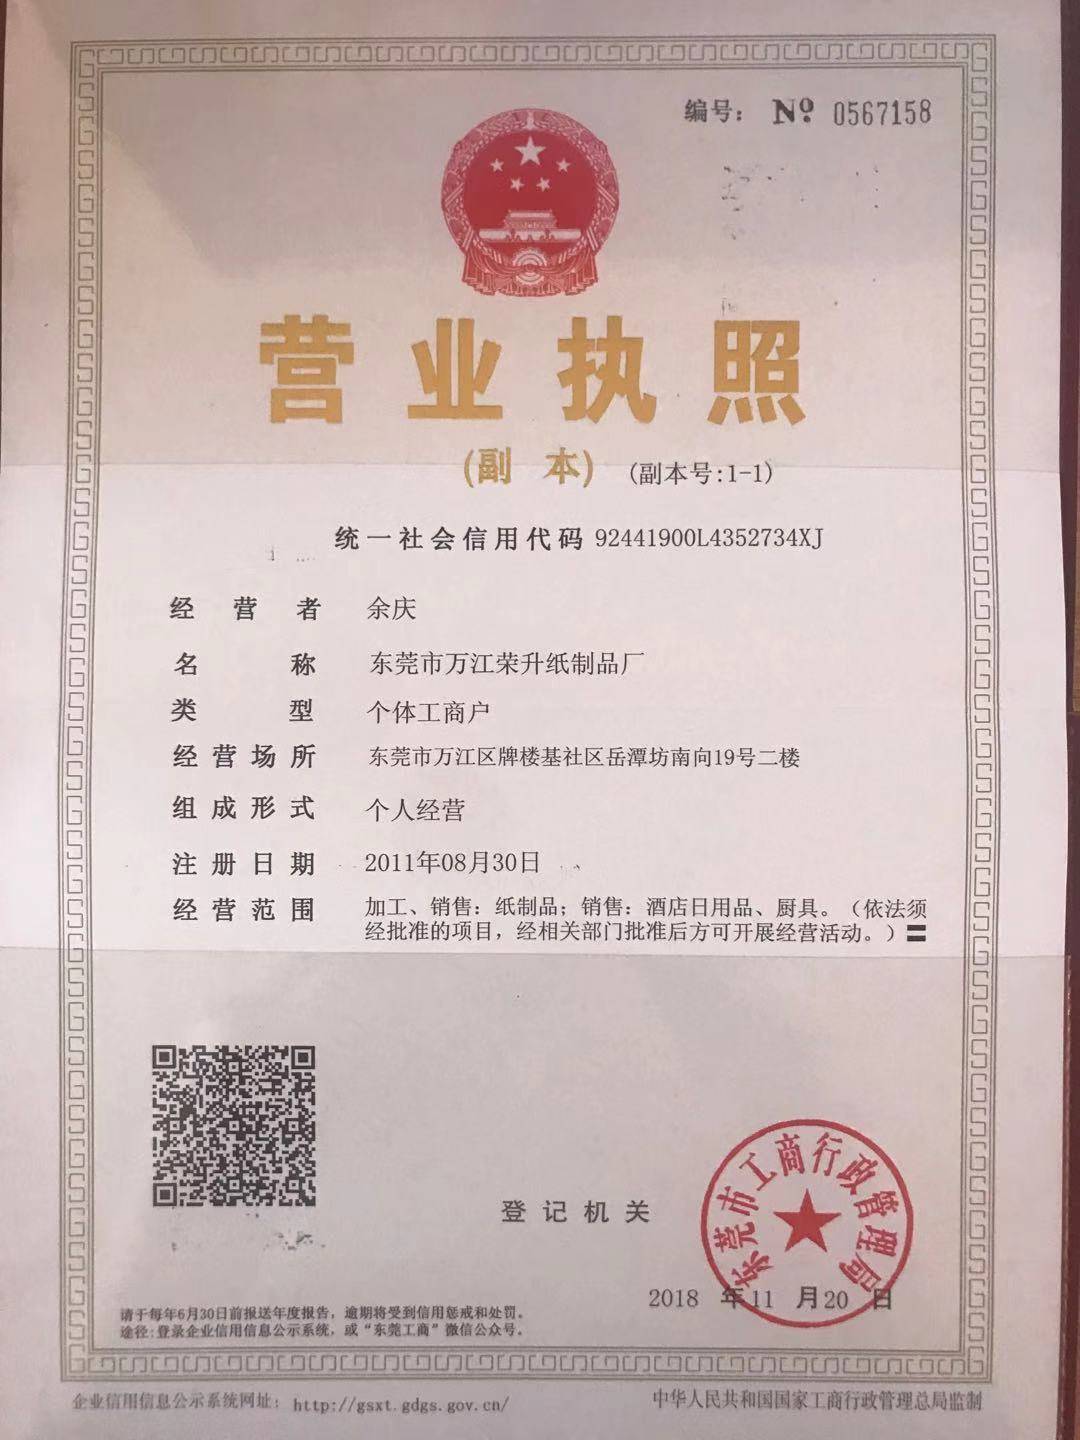 编号： Nº 0567158
营业执照
(副 本) (副本号:1-1)
统一社会信用代码 92441900L4352734XJ
经营者 余庆
名称 东莞市万江荣升纸制品厂
类型 个体工商户
经营场所 东莞市万江区牌楼基社区岳潭坊南向19号二楼
组成形式 个人经营
注册日期 2011年08月30日
经营范围 加工、销售：纸制品；销售：酒店日用品、厨具。（依法须
经批准的项目，经相关部门批准后方可开展经营活动。）〓
东莞市工商行政管理局
登记机关
2018 年11 月20 日
请于每年6月30日前报送年度报告，逾期将受到信用惩戒和处罚。
途径:登录企业信用信息公示系统，或“东莞工商”微信公众号。
企业信用信息公示系统网址： http://gsxt.gdgs.gov.cn/ 中华人民共和国国家工商行政管理总局监制